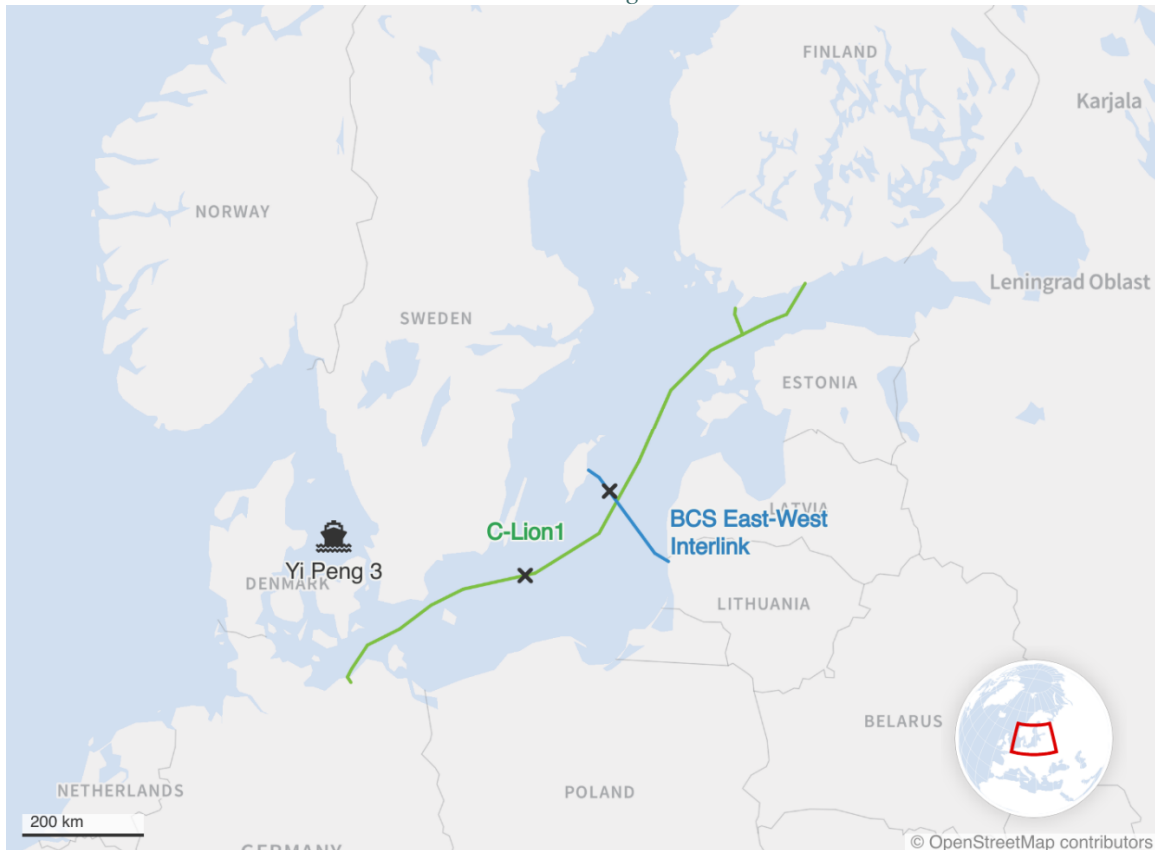 FINLAND
Karjala
NORWAY
Leningrad Oblast
SWEDEN
ESTONIA
C-Lion1
BCS East-West
Interlink
LATVIA
Yi Peng 3
DENMARK
LITHUANIA
BELARUS
NETHERLANDS
POLAND
200 km
GERMANY
© OpenStreetMap contributors